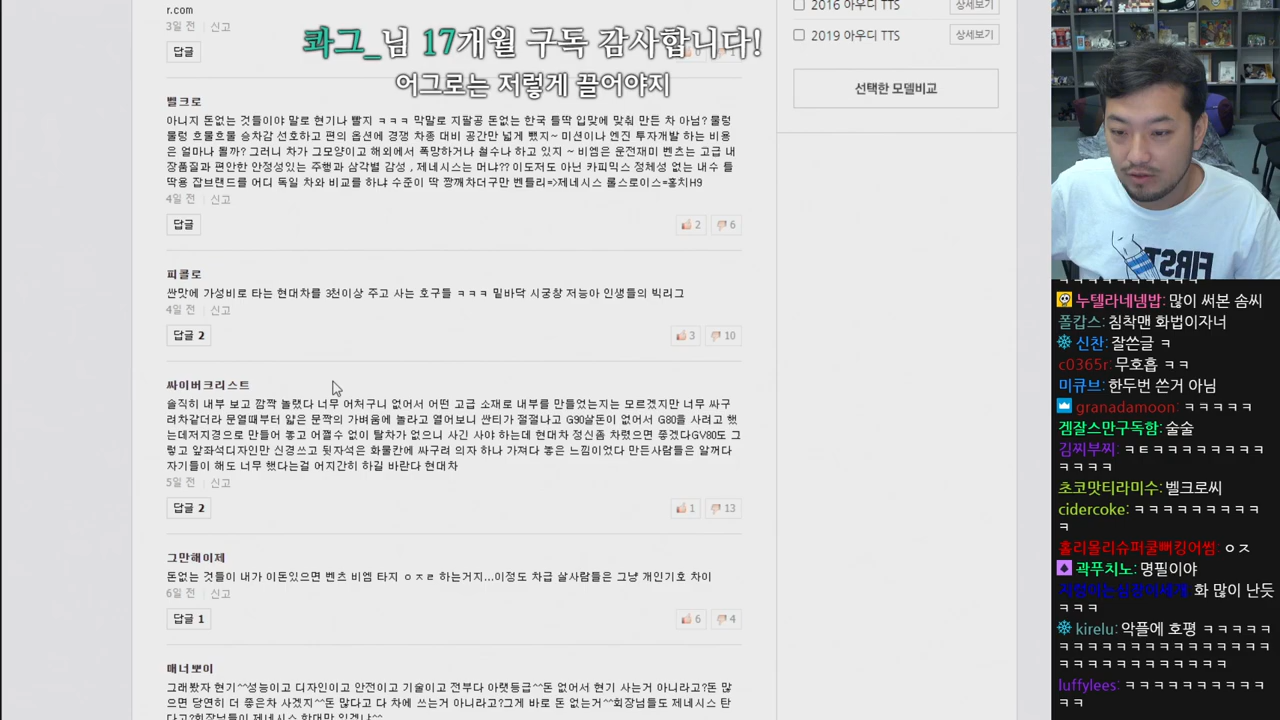 r.com
3일 전 신고
답글
콰그_님 17개월 구독 감사합니다!
어그로는 저렇게 끌어야지
벨크로
아니지 돈없는 것들이야 말로 현기나 빨지 ㅋㅋㅋ 막말로 지팔공 돈없는 한국 틀딱 입맛에 맞춰 만든 차 아님? 물렁
물렁 흐물흐물 승차감 선호하고 편의 옵션에 경쟁 차종 대비 공간만 넓게 뺐지~ 미션이나 엔진 투자개발 하는 비용
은 얼마나 될까? 그러니 차가 그모양이고 해외에서 폭망하거나 철수나 하고 있지 ~ 비엠은 운전재미 벤츠는 고급 내
장품질과 편안한 안정성있는 주행과 삼각별 감성 , 제네시스는 머냐?? 이도저도 아닌 카피믹스 정체성 없는 내수 틀
딱용 잡브랜드를 어디 독일 차와 비교를 하냐 수준이 딱 짱깨차더구만 벤틀리=>제네시스 롤스로이스=홍치H9
4일 전 신고
답글
2
6
피콜로
싼맛에 가성비로 타는 현대차를 3천이상 주고 사는 호구들 ㅋㅋㅋ 밑바닥 시궁창 저능아 인생들의 빅리그
4일 전 신고
답글 2
3
10
싸이버크리스트
솔직히 내부 보고 깜짝 놀랬다 너무 어처구니 없어서 어떤 고급 소재로 내부를 만들었는지는 모르겠지만 너무 싸구
려차같더라 문열때부터 얇은 문짝의 가벼움에 놀라고 열어보니 싼티가 절절나고 G90살돈이 없어서 G80을 사려고 했
는데저지경으로 만들어 놓고 어쩔수 없이 탈차가 없으니 사긴 사야 하는데 현대차 정신좀 차렸으면 좋겠다GV80도 그
렇고 앞좌석디자인만 신경쓰고 뒷자석은 화물칸에 싸구려 의자 하나 가져다 놓은 느낌이었다 만든사람들은 알꺼다
자기들이 해도 너무 했다는걸 어지간히 하길 바란다 현대차
5일 전 신고
답글 2
1
13
그만해이제
돈없는 것들이 내가 이돈있으면 벤츠 비엠 타지 ㅇㅈㄹ 하는거지...이정도 차급 살사람들은 그냥 개인기호 차이
6일 전 신고
답글 1
6
4
매너뽀이
그래봤자 현기^^성능이고 디자인이고 안전이고 기술이고 전부다 아랫등급^^돈 없어서 현기 사는거 아니라고?돈 많
으면 당연히 더 좋은차 사겠지^^돈 많다고 다 차에 쓰는거 아니라고?그게 바로 돈 없는거^^회장님들도 제네시스 탄
다고?회장님들이
2016 아우디 TTS 상세보기
2019 아우디 TTS 상세보기
선택한 모델비교
FIRST
누텔라네넴밥: 많이 써본 솜씨
폴캅스: 침착맨 화법이자너
신찬: 잘쓴글 ㅋ
c0365r: 무호흡 ㅋㅋ
미큐브: 한두번 쓴거 아님
granadamoon: ㅋㅋㅋㅋㅋ
겜잘스만구독함: 술술
김찌부찌: ㅋㅌㅋㅋㅋㅋㅋㅋㅋ
ㅋㅋㅋㅋ
초코맛티라미수: 벨크로씨
cidercoke: ㅋㅋㅋㅋㅋㅋㅋㅋㅋ
ㅋ
홀리몰리슈퍼쿨뻐킹어썸: ㅇㅈ
곽푸치노: 명필이야
화 많이 난듯
ㅋㅋㅋ
kirelu: 악플에 호평 ㅋㅋㅋㅋㅋ
ㅋㅋㅋㅋㅋㅋㅋㅋㅋㅋㅋㅋㅋㅋㅋㅋ
ㅋㅋㅋㅋㅋㅋㅋㅋㅋㅋㅋㅋㅋ
luffylees: ㅋㅋㅋㅋㅋㅋㅋㅋㅋㅋ
ㅋㅋ